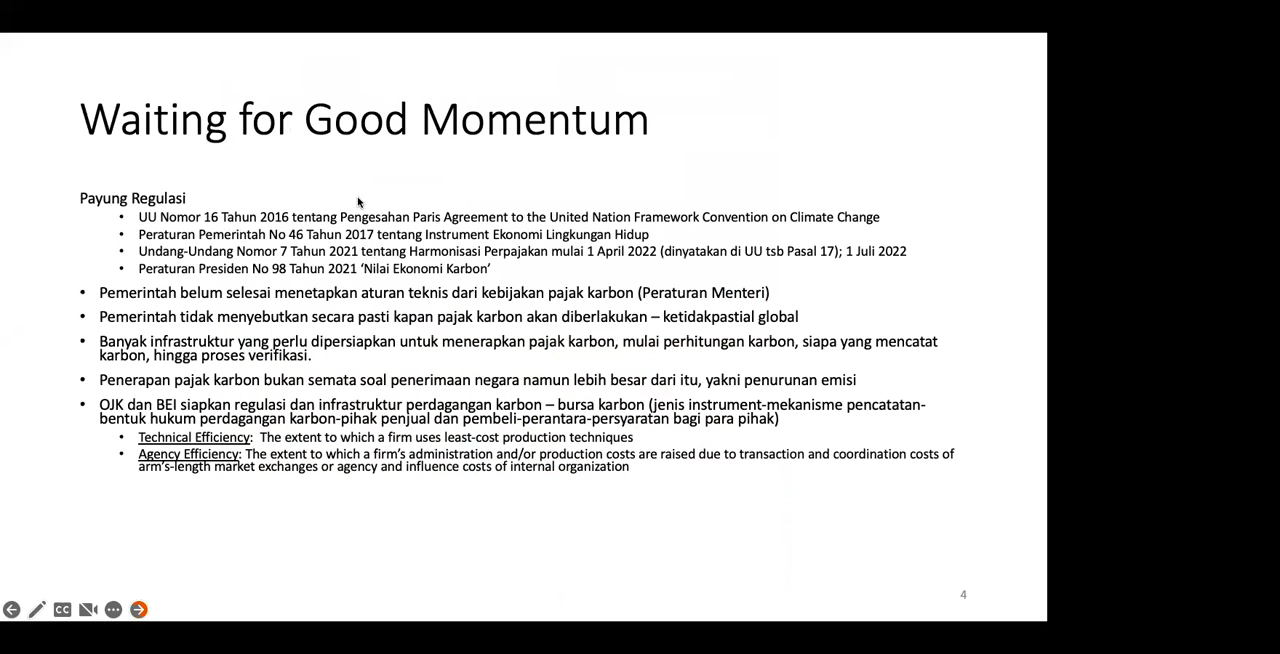 Waiting for Good Momentum
Payung Regulasi
• UU Nomor 16 Tahun 2016 tentang Pengesahan Paris Agreement to the United Nation Framework Convention on Climate Change
• Peraturan Pemerintah No 46 Tahun 2017 tentang Instrument Ekonomi Lingkungan Hidup
• Undang-Undang Nomor 7 Tahun 2021 tentang Harmonisasi Perpajakan mulai 1 April 2022 (dinyatakan di UU tsb Pasal 17); 1 Juli 2022
• Peraturan Presiden No 98 Tahun 2021 ‘Nilai Ekonomi Karbon’
• Pemerintah belum selesai menetapkan aturan teknis dari kebijakan pajak karbon (Peraturan Menteri)
• Pemerintah tidak menyebutkan secara pasti kapan pajak karbon akan diberlakukan – ketidakpastial global
• Banyak infrastruktur yang perlu dipersiapkan untuk menerapkan pajak karbon, mulai perhitungan karbon, siapa yang mencatat
karbon, hingga proses verifikasi.
• Penerapan pajak karbon bukan semata soal penerimaan negara namun lebih besar dari itu, yakni penurunan emisi
• OJK dan BEI siapkan regulasi dan infrastruktur perdagangan karbon – bursa karbon (jenis instrument-mekanisme pencatatan-
bentuk hukum perdagangan karbon-pihak penjual dan pembeli-perantara-persyaratan bagi para pihak)
• Technical Efficiency: The extent to which a firm uses least-cost production techniques
• Agency Efficiency: The extent to which a firm’s administration and/or production costs are raised due to transaction and coordination costs of
arm’s-length market exchanges or agency and influence costs of internal organization
4
CC